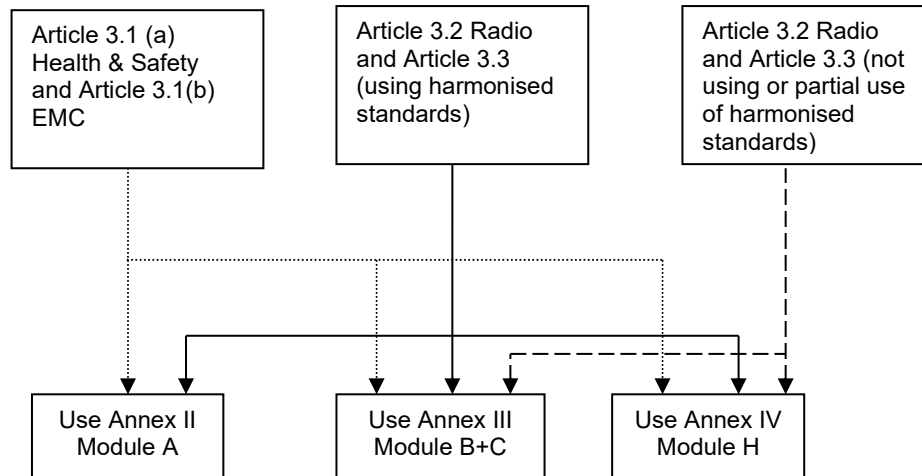 Article 3.1 (a)
Health & Safety
and Article 3.1(b)
EMC
Article 3.2 Radio
and Article 3.3
(using harmonised
standards)
Article 3.2 Radio
and Article 3.3 (not
using or partial use
of harmonised
standards)
Use Annex II
Module A
Use Annex III
Module B+C
Use Annex IV
Module H